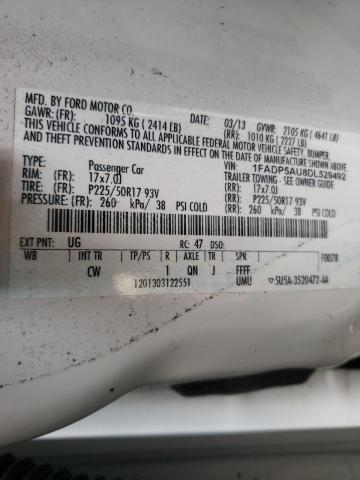 MFD. BY FORD MOTOR CO.
DATE: 03/13 GVWR: 2105 KG (4641 LB)
GAWR: (FR): 1095 KG (2414 LB) (RR): 1010 KG (2227 LB)
THIS VEHICLE CONFORMS TO ALL APPLICABLE FEDERAL MOTOR VEHICLE SAFETY, BUMPER,
AND THEFT PREVENTION STANDARDS IN EFFECT ON THE DATE OF MANUFACTURE SHOWN ABOVE.
VIN: 1FADP5AU8DL529492
TYPE: Passenger Car TRAILER TOWING - SEE OWNER GUIDE
RIM: (FR): 17x7.0J (RR): 17x7.0J
TIRE: (FR): P225/50R17 93V (RR): P225/50R17 93V
PRESSURE: (FR): 260 kPa/ 38 PSI COLD (RR): 260 kPa/ 38 PSI COLD
EXT PNT: UG RC: 47 DSO:
WB INT TR TP/PS R AXLE TR SPR F0078
CW 1 QN J FFFF
1201303122551 UMU 5U5A-3520472-AA